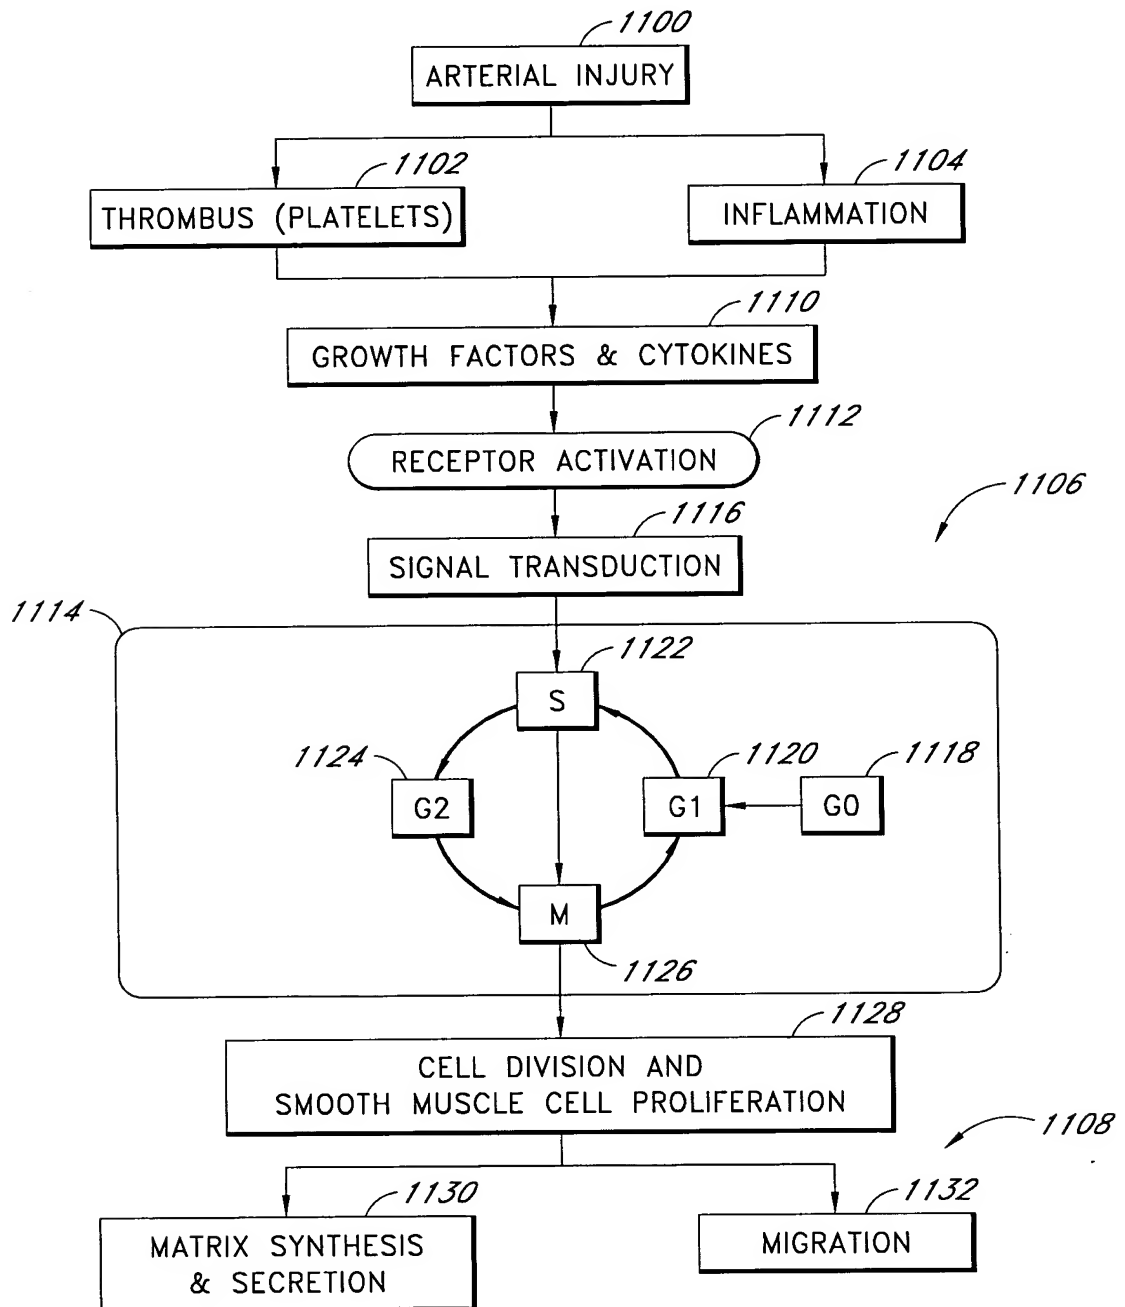 1100
ARTERIAL INJURY
1102
1104
THROMBUS (PLATELETS)
INFLAMMATION
1110
GROWTH FACTORS & CYTOKINES
1112
RECEPTOR ACTIVATION
1106
1116
SIGNAL TRANSDUCTION
1114
1122
S
1124
1120
1118
G2
G1
G0
M
1126
1128
CELL DIVISION AND
SMOOTH MUSCLE CELL PROLIFERATION
1108
1130
1132
MATRIX SYNTHESIS
& SECRETION
MIGRATION